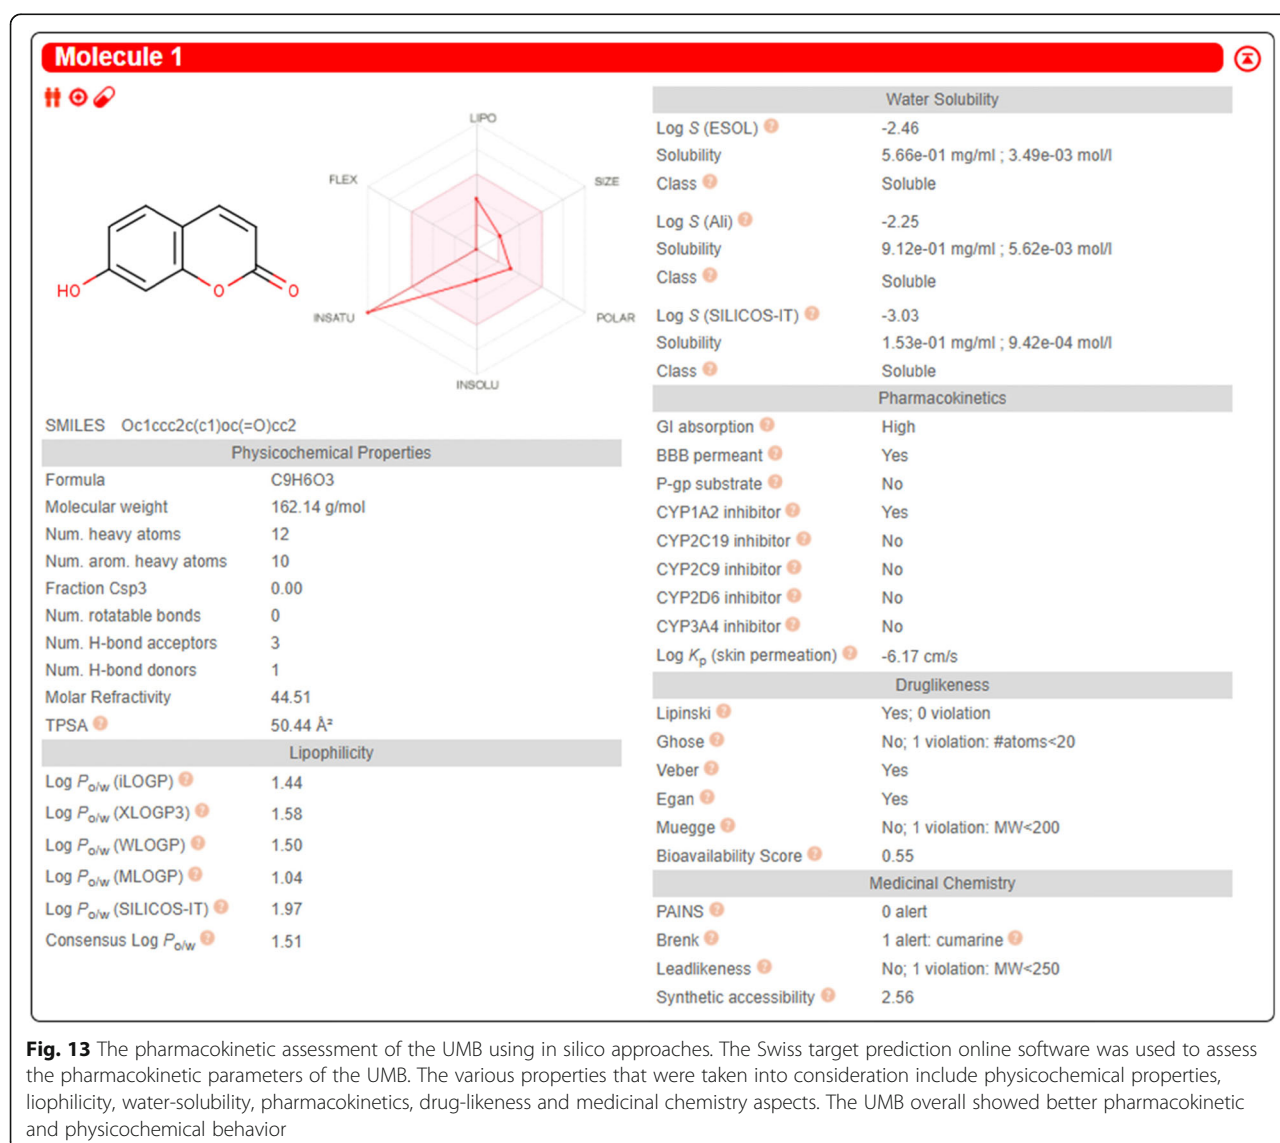 Molecule 1
LIPO
FLEX
SIZE
HO
O
O
INSATU
POLAR
INSOLU
SMILES Oc1ccc2c(c1)oc(=O)cc2
Physicochemical Properties
Formula C9H6O3
Molecular weight 162.14 g/mol
Num. heavy atoms 12
Num. arom. heavy atoms 10
Fraction Csp3 0.00
Num. rotatable bonds 0
Num. H-bond acceptors 3
Num. H-bond donors 1
Molar Refractivity 44.51
TPSA ? 50.44 Å²
Lipophilicity
Log Po/w (iLOGP) ? 1.44
Log Po/w (XLOGP3) ? 1.58
Log Po/w (WLOGP) ? 1.50
Log Po/w (MLOGP) ? 1.04
Log Po/w (SILICOS-IT) ? 1.97
Consensus Log Po/w ? 1.51
Water Solubility
Log S (ESOL) ? -2.46
Solubility 5.66e-01 mg/ml ; 3.49e-03 mol/l
Class ? Soluble
Log S (Ali) ? -2.25
Solubility 9.12e-01 mg/ml ; 5.62e-03 mol/l
Class ? Soluble
Log S (SILICOS-IT) ? -3.03
Solubility 1.53e-01 mg/ml ; 9.42e-04 mol/l
Class ? Soluble
Pharmacokinetics
GI absorption ? High
BBB permeant ? Yes
P-gp substrate ? No
CYP1A2 inhibitor ? Yes
CYP2C19 inhibitor ? No
CYP2C9 inhibitor ? No
CYP2D6 inhibitor ? No
CYP3A4 inhibitor ? No
Log Kp (skin permeation) ? -6.17 cm/s
Druglikeness
Lipinski ? Yes; 0 violation
Ghose ? No; 1 violation: #atoms<20
Veber ? Yes
Egan ? Yes
Muegge ? No; 1 violation: MW<200
Bioavailability Score ? 0.55
Medicinal Chemistry
PAINS ? 0 alert
Brenk ? 1 alert: cumarine ?
Leadlikeness ? No; 1 violation: MW<250
Synthetic accessibility ? 2.56
Fig. 13 The pharmacokinetic assessment of the UMB using in silico approaches. The Swiss target prediction online software was used to assess
the pharmacokinetic parameters of the UMB. The various properties that were taken into consideration include physicochemical properties,
liophilicity, water-solubility, pharmacokinetics, drug-likeness and medicinal chemistry aspects. The UMB overall showed better pharmacokinetic
and physicochemical behavior